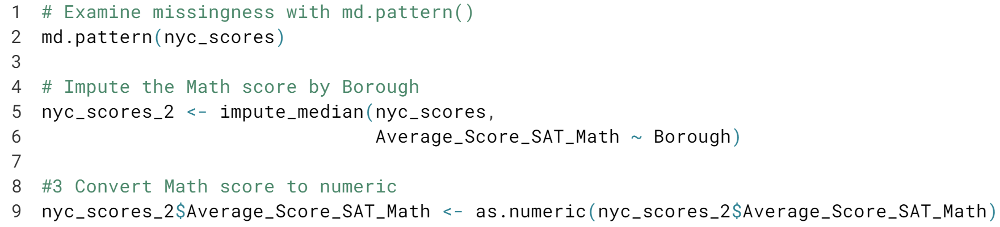 1 # Examine missingness with md.pattern()
2 md.pattern(nyc_scores)
3
4 # Impute the Math score by Borough
5 nyc_scores_2 <- impute_median(nyc_scores,
6                               Average_Score_SAT_Math ~ Borough)
7
8 #3 Convert Math score to numeric
9 nyc_scores_2$Average_Score_SAT_Math <- as.numeric(nyc_scores_2$Average_Score_SAT_Math)